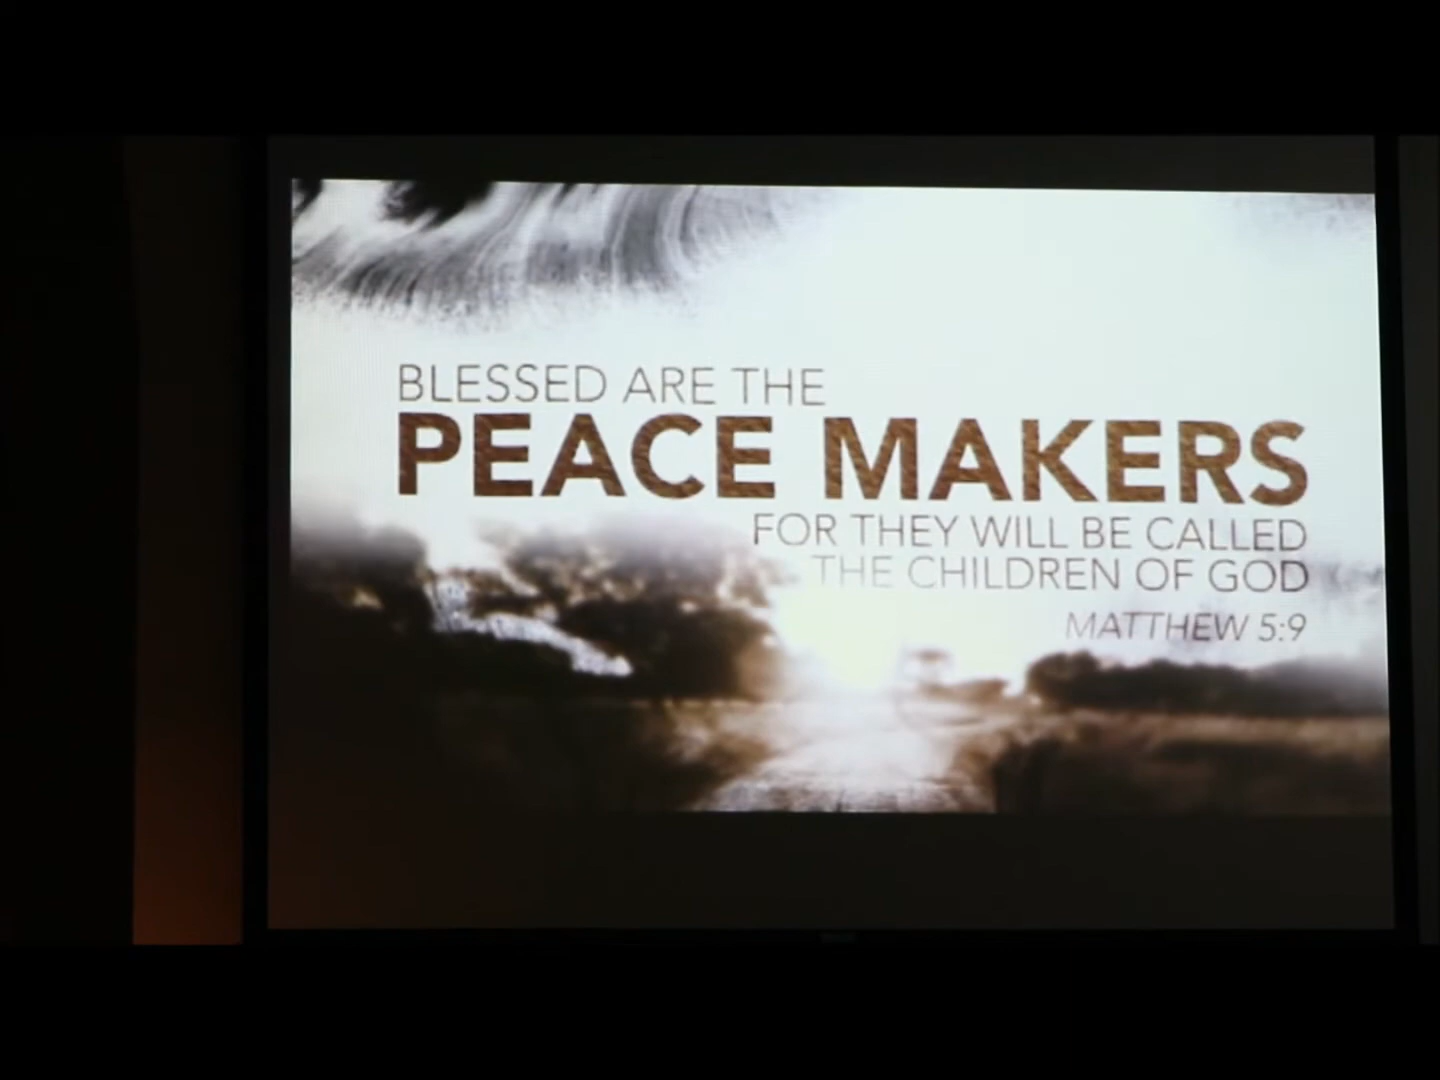 BLESSED ARE THE
PEACE MAKERS
FOR THEY WILL BE CALLED
THE CHILDREN OF GOD
MATTHEW 5:9